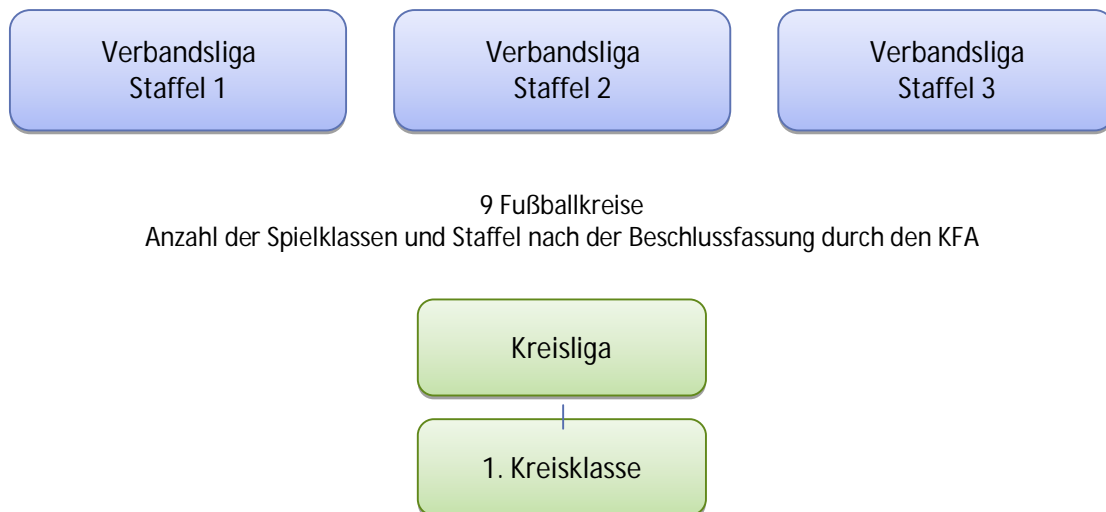 Verbandsliga
Staffel 1
Verbandsliga
Staffel 2
Verbandsliga
Staffel 3
9 Fußballkreise
Anzahl der Spielklassen und Staffel nach der Beschlussfassung durch den KFA
Kreisliga
1. Kreisklasse